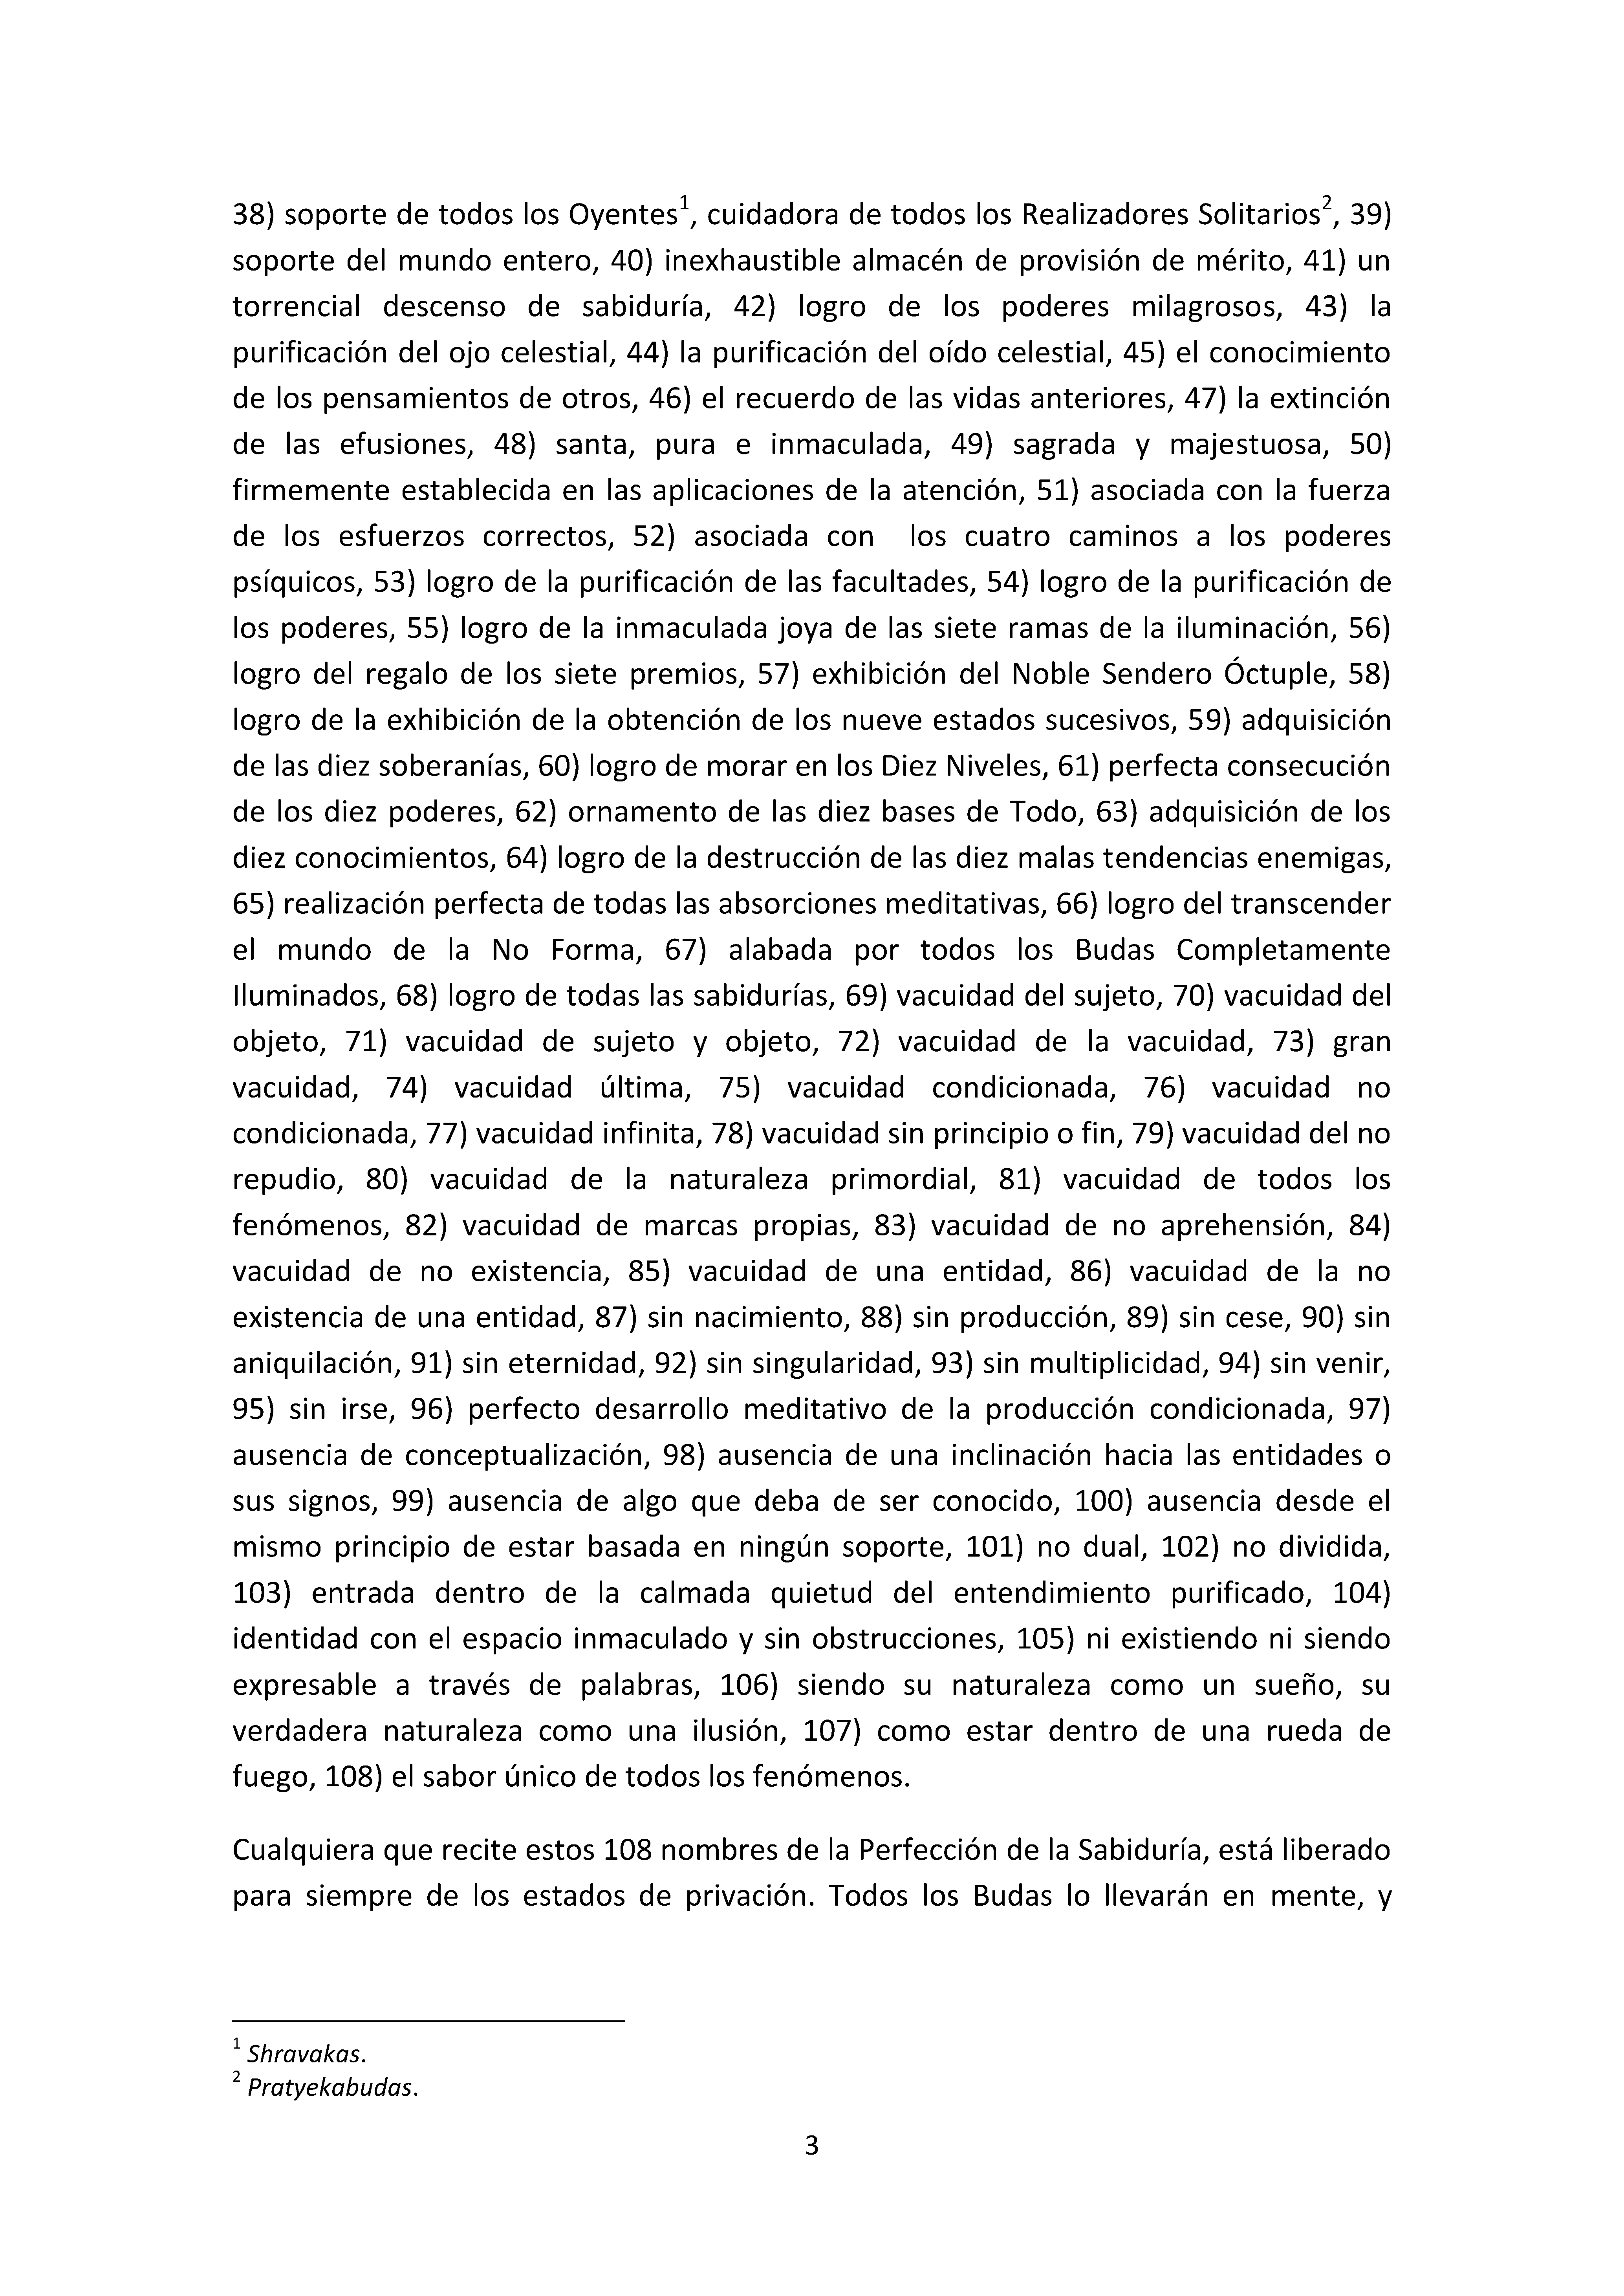 38) soporte de todos los Oyentes¹, cuidadora de todos los Realizadores Solitarios², 39)
soporte del mundo entero, 40) inexhaustible almacén de provisión de mérito, 41) un
torrencial descenso de sabiduría, 42) logro de los poderes milagrosos, 43) la
purificación del ojo celestial, 44) la purificación del oído celestial, 45) el conocimiento
de los pensamientos de otros, 46) el recuerdo de las vidas anteriores, 47) la extinción
de las efusiones, 48) santa, pura e inmaculada, 49) sagrada y majestuosa, 50)
firmemente establecida en las aplicaciones de la atención, 51) asociada con la fuerza
de los esfuerzos correctos, 52) asociada con los cuatro caminos a los poderes
psíquicos, 53) logro de la purificación de las facultades, 54) logro de la purificación de
los poderes, 55) logro de la inmaculada joya de las siete ramas de la iluminación, 56)
logro del regalo de los siete premios, 57) exhibición del Noble Sendero Óctuple, 58)
logro de la exhibición de la obtención de los nueve estados sucesivos, 59) adquisición
de las diez soberanías, 60) logro de morar en los Diez Niveles, 61) perfecta consecución
de los diez poderes, 62) ornamento de las diez bases de Todo, 63) adquisición de los
diez conocimientos, 64) logro de la destrucción de las diez malas tendencias enemigas,
65) realización perfecta de todas las absorciones meditativas, 66) logro del transcender
el mundo de la No Forma, 67) alabada por todos los Budas Completamente
Iluminados, 68) logro de todas las sabidurías, 69) vacuidad del sujeto, 70) vacuidad del
objeto, 71) vacuidad de sujeto y objeto, 72) vacuidad de la vacuidad, 73) gran
vacuidad, 74) vacuidad última, 75) vacuidad condicionada, 76) vacuidad no
condicionada, 77) vacuidad infinita, 78) vacuidad sin principio o fin, 79) vacuidad del no
repudio, 80) vacuidad de la naturaleza primordial, 81) vacuidad de todos los
fenómenos, 82) vacuidad de marcas propias, 83) vacuidad de no aprehensión, 84)
vacuidad de no existencia, 85) vacuidad de una entidad, 86) vacuidad de la no
existencia de una entidad, 87) sin nacimiento, 88) sin producción, 89) sin cese, 90) sin
aniquilación, 91) sin eternidad, 92) sin singularidad, 93) sin multiplicidad, 94) sin venir,
95) sin irse, 96) perfecto desarrollo meditativo de la producción condicionada, 97)
ausencia de conceptualización, 98) ausencia de una inclinación hacia las entidades o
sus signos, 99) ausencia de algo que deba de ser conocido, 100) ausencia desde el
mismo principio de estar basada en ningún soporte, 101) no dual, 102) no dividida,
103) entrada dentro de la calmada quietud del entendimiento purificado, 104)
identidad con el espacio inmaculado y sin obstrucciones, 105) ni existiendo ni siendo
expresable a través de palabras, 106) siendo su naturaleza como un sueño, su
verdadera naturaleza como una ilusión, 107) como estar dentro de una rueda de
fuego, 108) el sabor único de todos los fenómenos.
Cualquiera que recite estos 108 nombres de la Perfección de la Sabiduría, está liberado
para siempre de los estados de privación. Todos los Budas lo llevarán en mente, y
¹ Shravakas.
² Pratyekabudas.
3